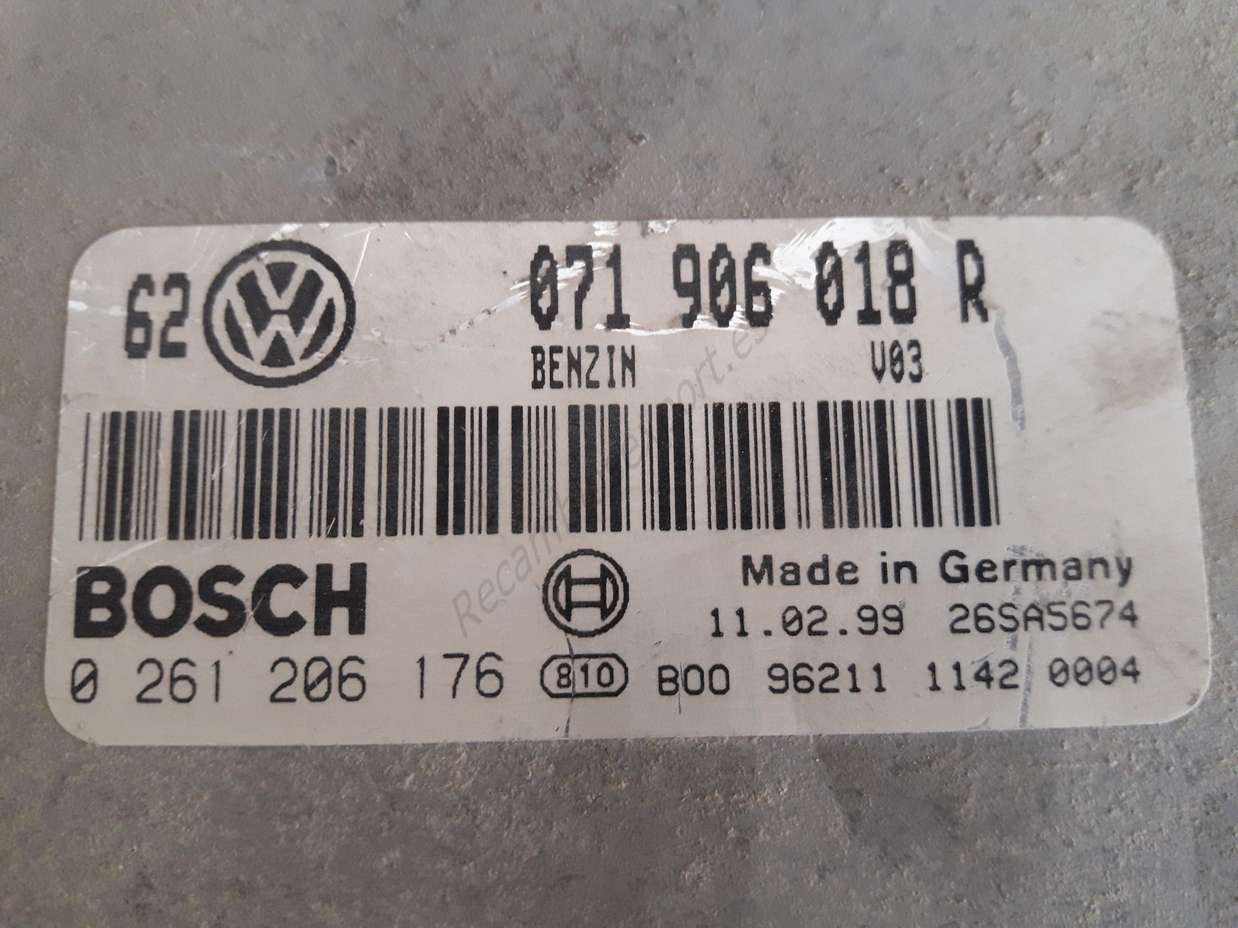 62 VW 071 906 018 R
BENZIN V03
BOSCH
Made in Germany
11.02.99 26SA5674
0 261 206 176 810 B00 96211 1142 0004